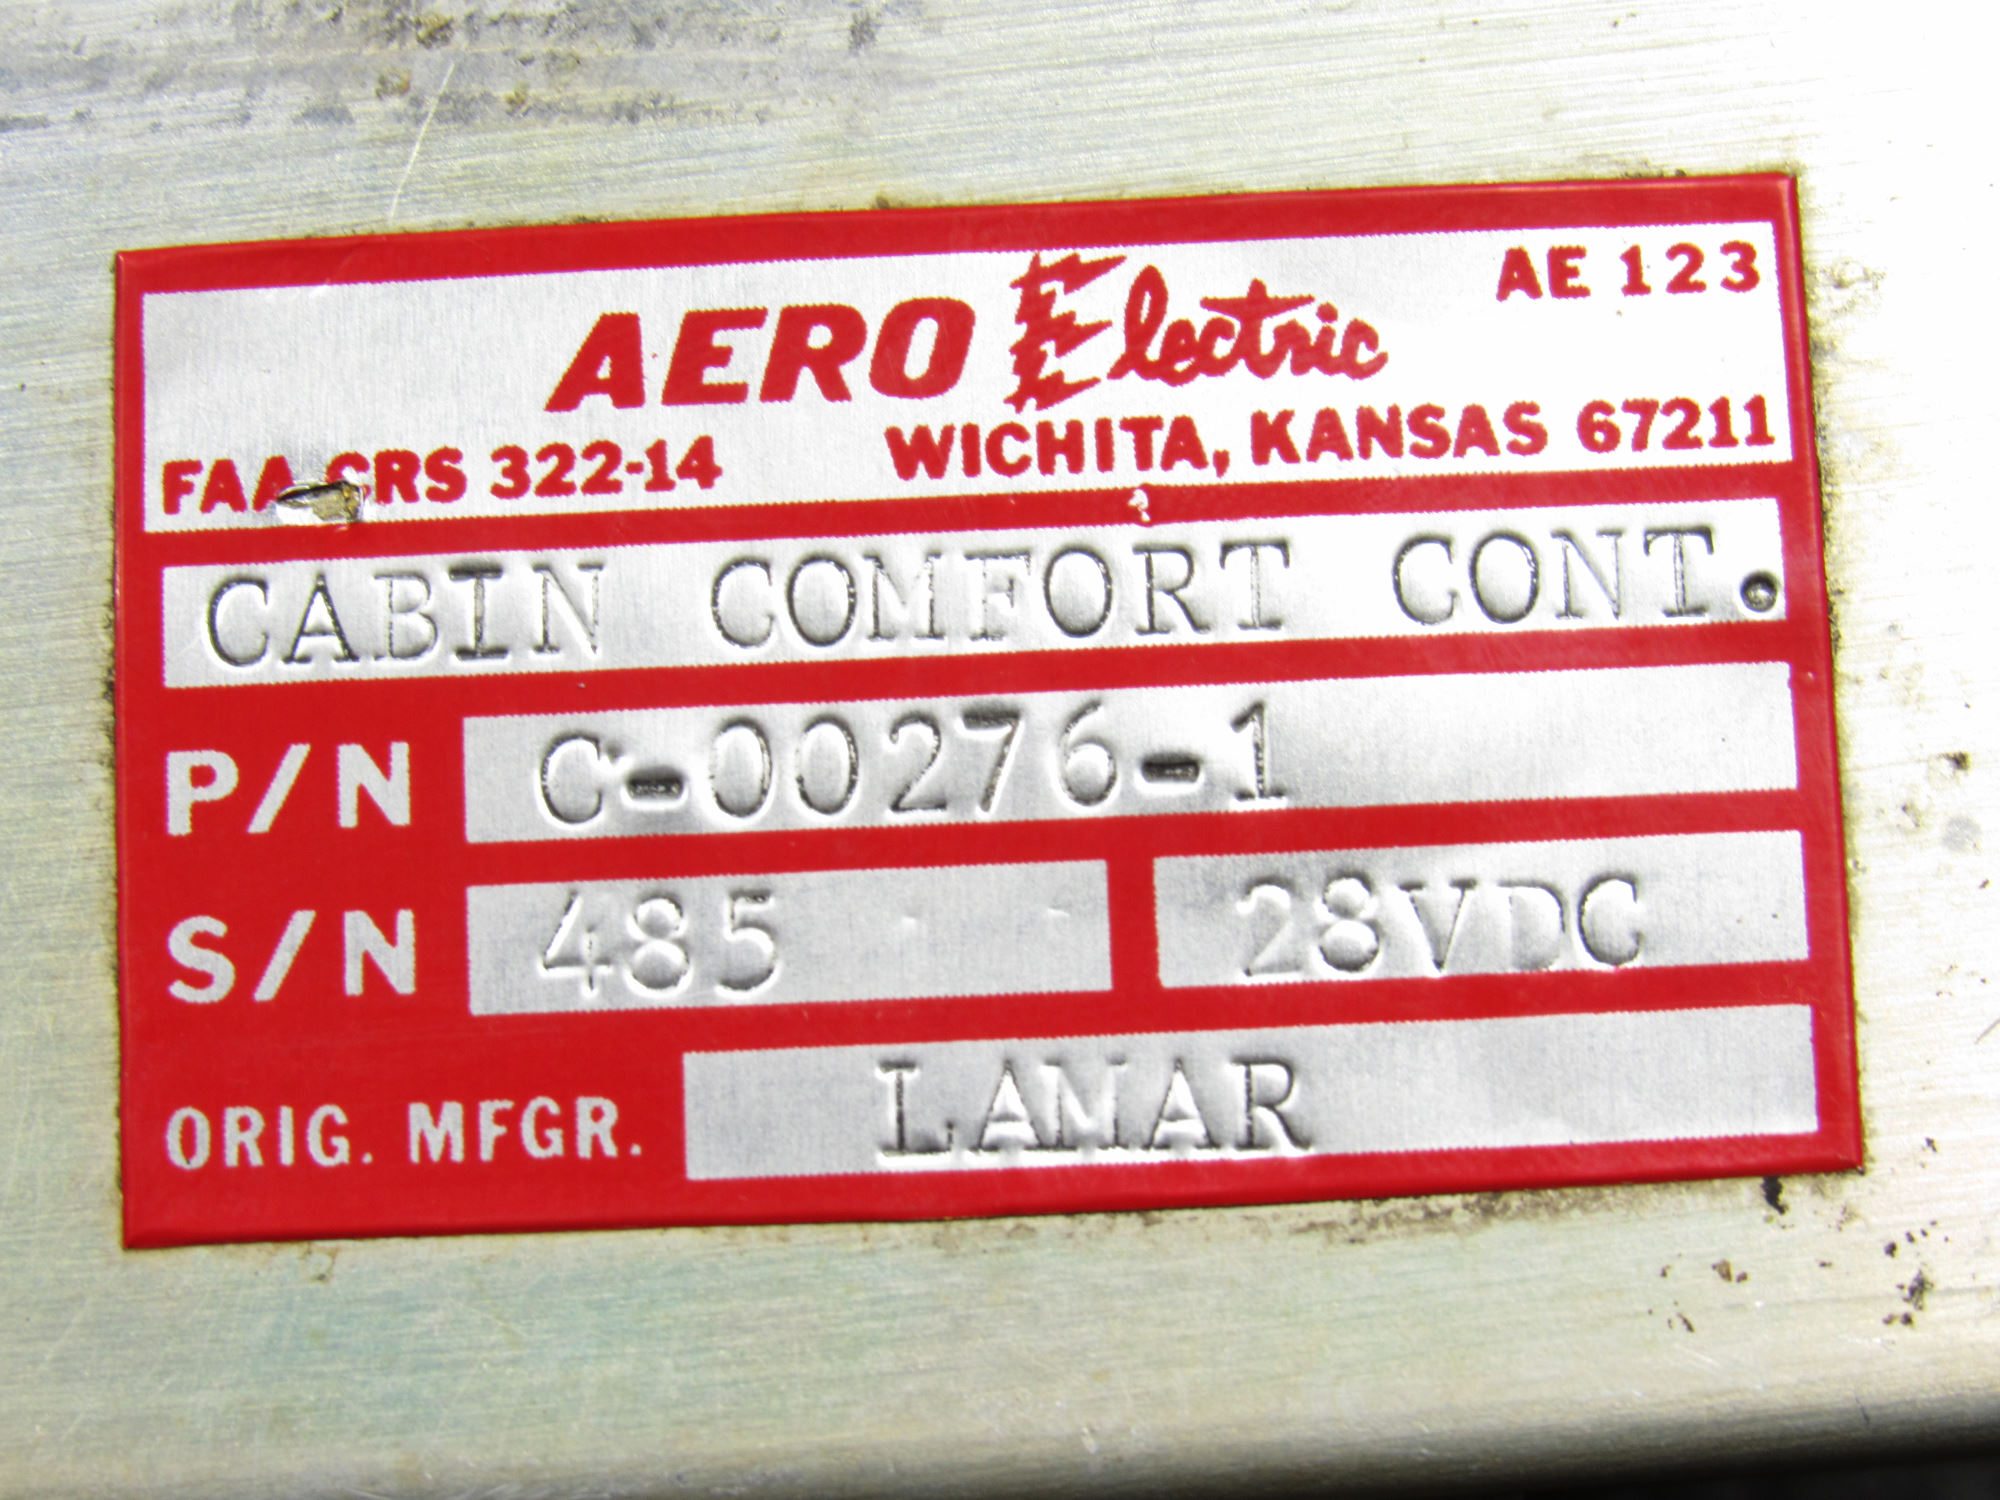 AE 123
AERO Electric
FAA CRS 322-14 WICHITA, KANSAS 67211
CABIN COMFORT CONT.
P/N C-00276-1
S/N 485 28VDC
ORIG. MFGR. LAMAR